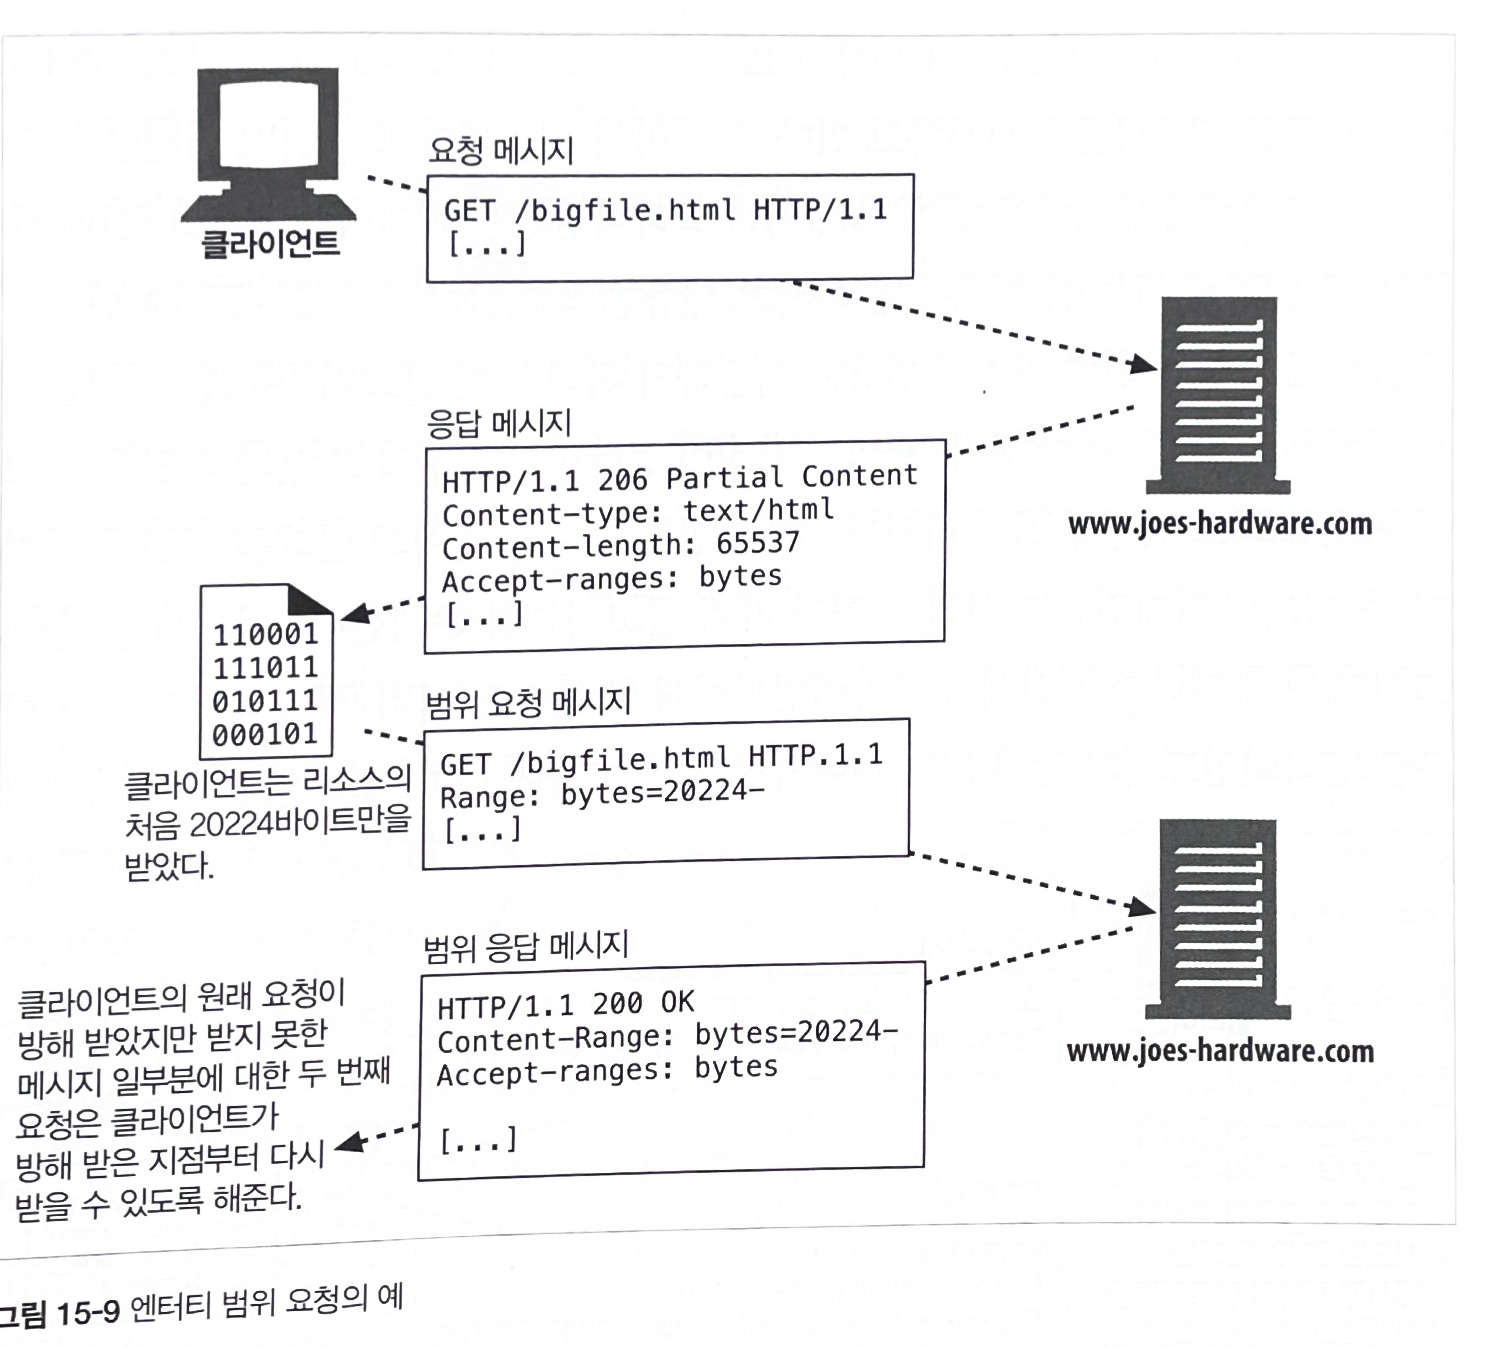 클라이언트
요청 메시지
GET /bigfile.html HTTP/1.1
[...]
응답 메시지
HTTP/1.1 206 Partial Content
Content-type: text/html
Content-length: 65537
Accept-ranges: bytes
[...]
www.joes-hardware.com
110001
111011
010111
000101
클라이언트는 리소스의
처음 20224바이트만을
받았다.
범위 요청 메시지
GET /bigfile.html HTTP.1.1
Range: bytes=20224-
[...]
범위 응답 메시지
HTTP/1.1 200 OK
Content-Range: bytes=20224-
Accept-ranges: bytes
[...]
www.joes-hardware.com
클라이언트의 원래 요청이
방해 받았지만 받지 못한
메시지 일부분에 대한 두 번째
요청은 클라이언트가
방해 받은 지점부터 다시
받을 수 있도록 해준다.
그림 15-9 엔터티 범위 요청의 예